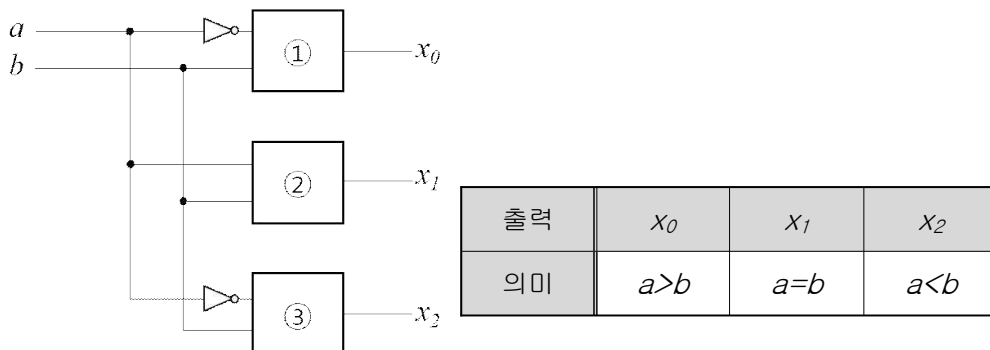 a
b
①
x₀
②
x₁
③
x₂
출력 x₀ x₁ x₂
의미 a>b a=b a<b